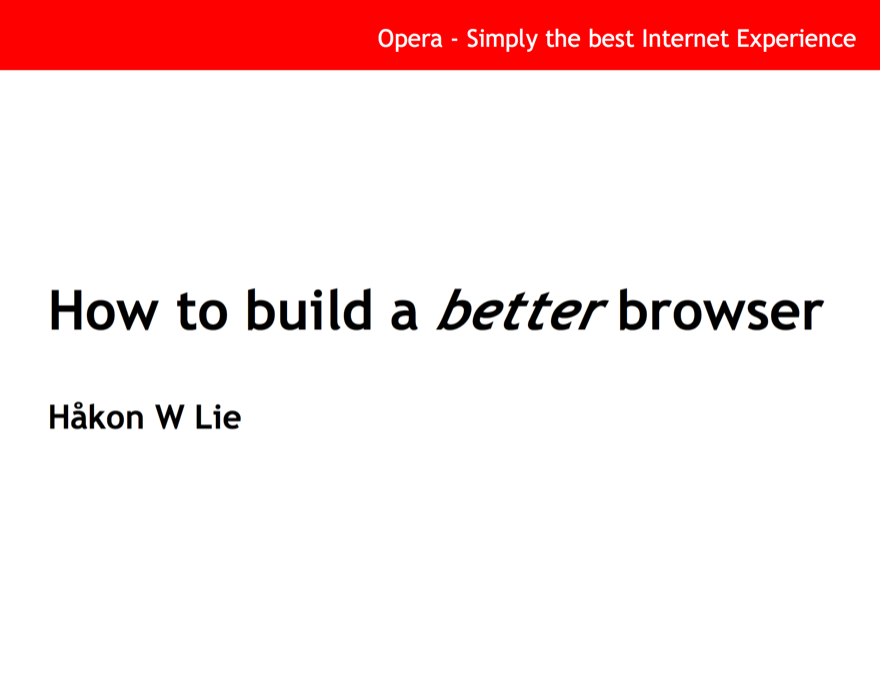 Opera - Simply the best Internet Experience
How to build a better browser
Håkon W Lie